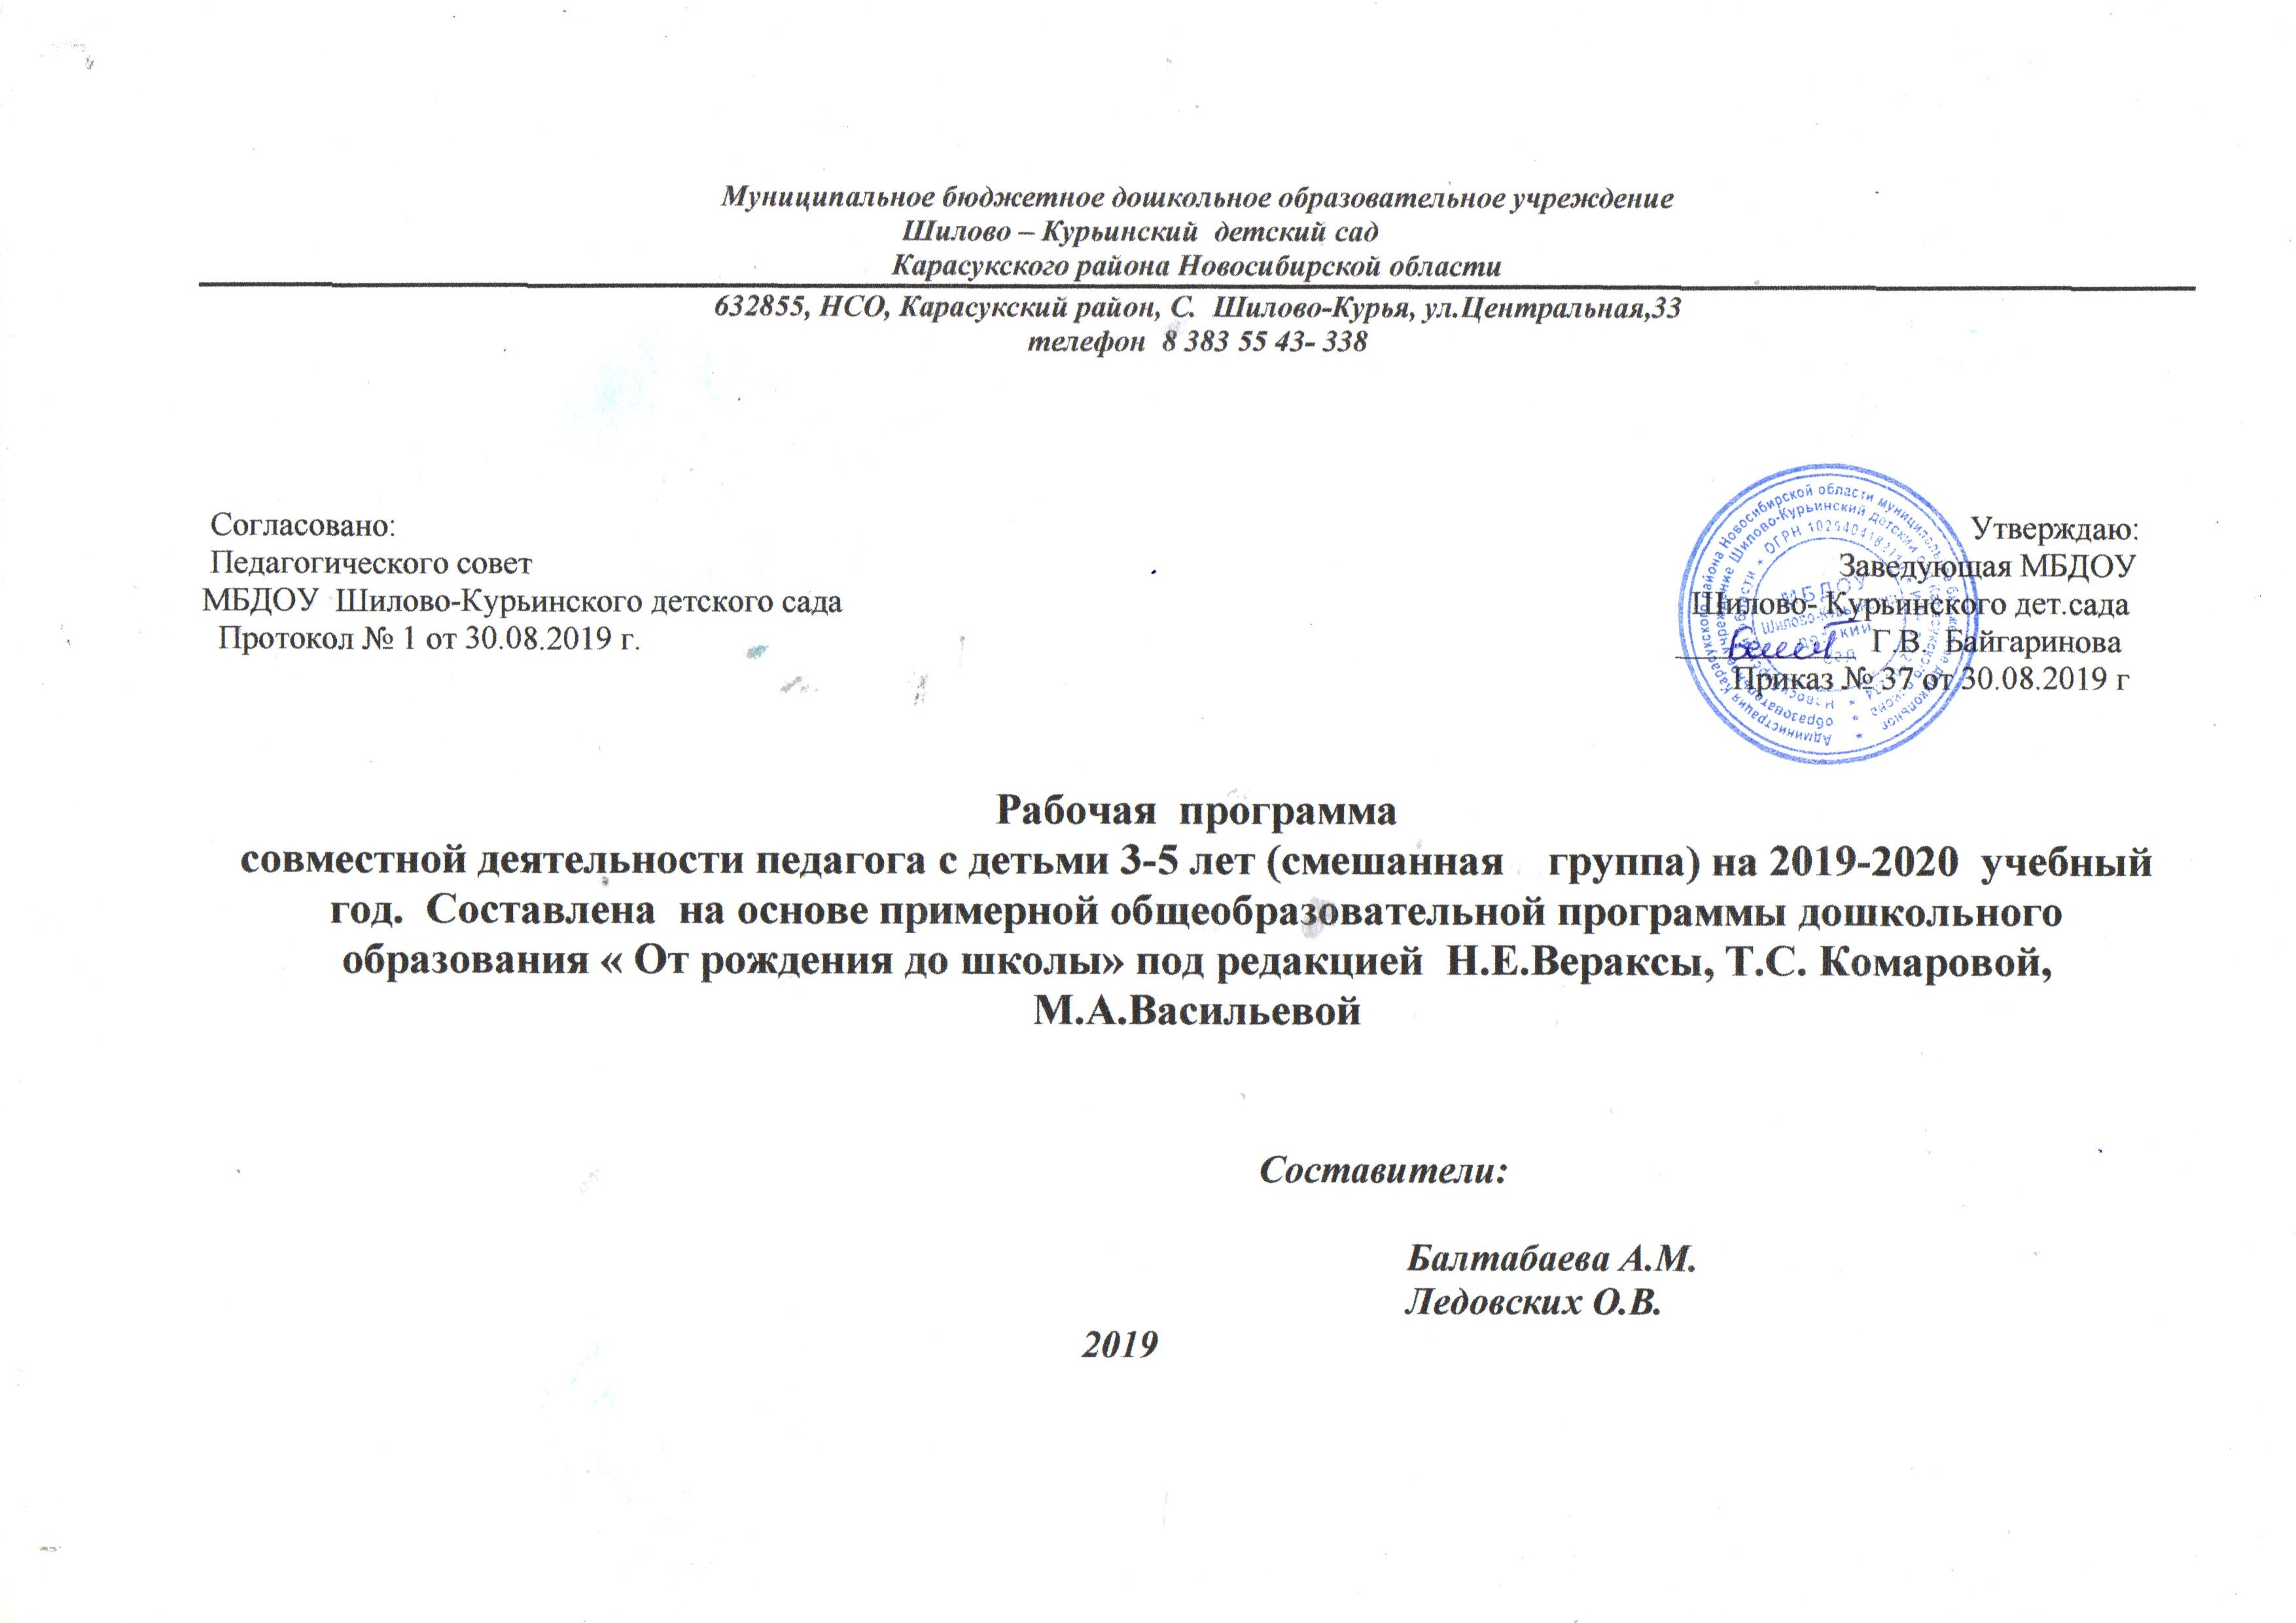 Муниципальное бюджетное дошкольное образовательное учреждение
Шилово – Курьинский детский сад
Карасукского района Новосибирской области
632855, НСО, Карасукский район, С. Шилово-Курья, ул.Центральная,33
телефон 8 383 55 43- 338
Согласовано:
Педагогического совет
МБДОУ Шилово-Курьинского детского сада
Протокол № 1 от 30.08.2019 г.
Утверждаю:
Заведующая МБДОУ
Шилово- Курьинского дет.сада
Г.В. Байгаринова
Приказ № 37 от 30.08.2019 г
МБДОУ
Шилово-Курьинский
детский
сад
Рабочая программа
совместной деятельности педагога с детьми 3-5 лет (смешанная группа) на 2019-2020 учебный
год. Составлена на основе примерной общеобразовательной программы дошкольного
образования « От рождения до школы» под редакцией Н.Е.Вераксы, Т.С. Комаровой,
М.А.Васильевой
Составители:
Балтабаева А.М.
Ледовских О.В.
2019